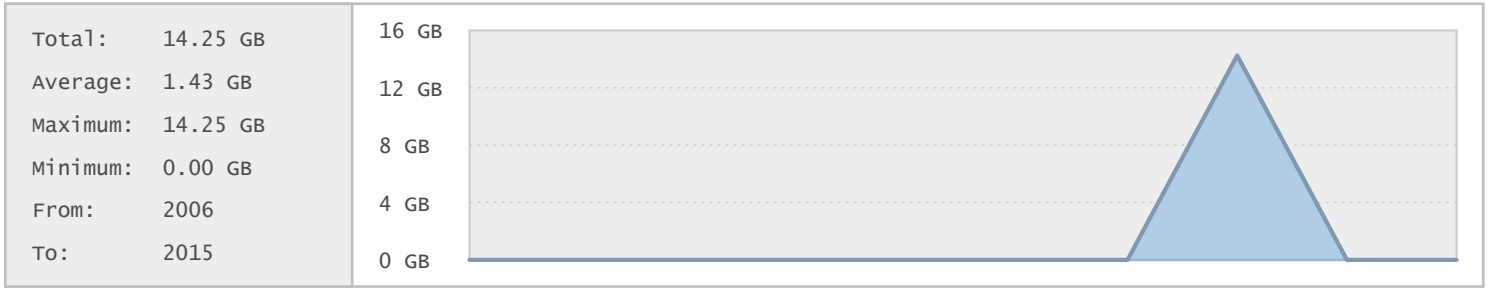 Total: 14.25 GB
Average: 1.43 GB
Maximum: 14.25 GB
Minimum: 0.00 GB
From: 2006
To: 2015
16 GB
12 GB
8 GB
4 GB
0 GB